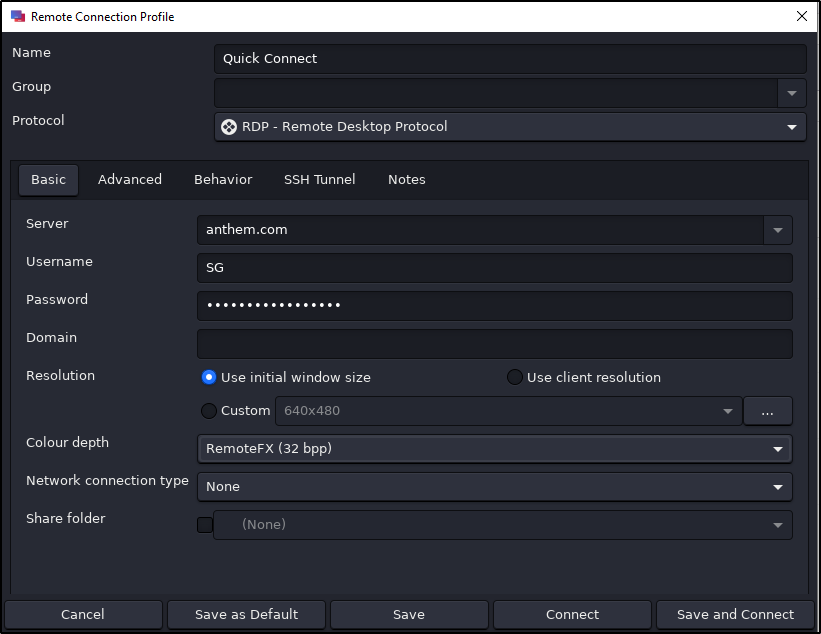 Remote Connection Profile
Name Quick Connect
Group
Protocol RDP - Remote Desktop Protocol
Basic Advanced Behavior SSH Tunnel Notes
Server anthem.com
Username SG
Password •••••••••••••••••
Domain
Resolution Use initial window size Use client resolution
Custom 640x480 ...
Colour depth RemoteFX (32 bpp)
Network connection type None
Share folder (None)
Cancel Save as Default Save Connect Save and Connect